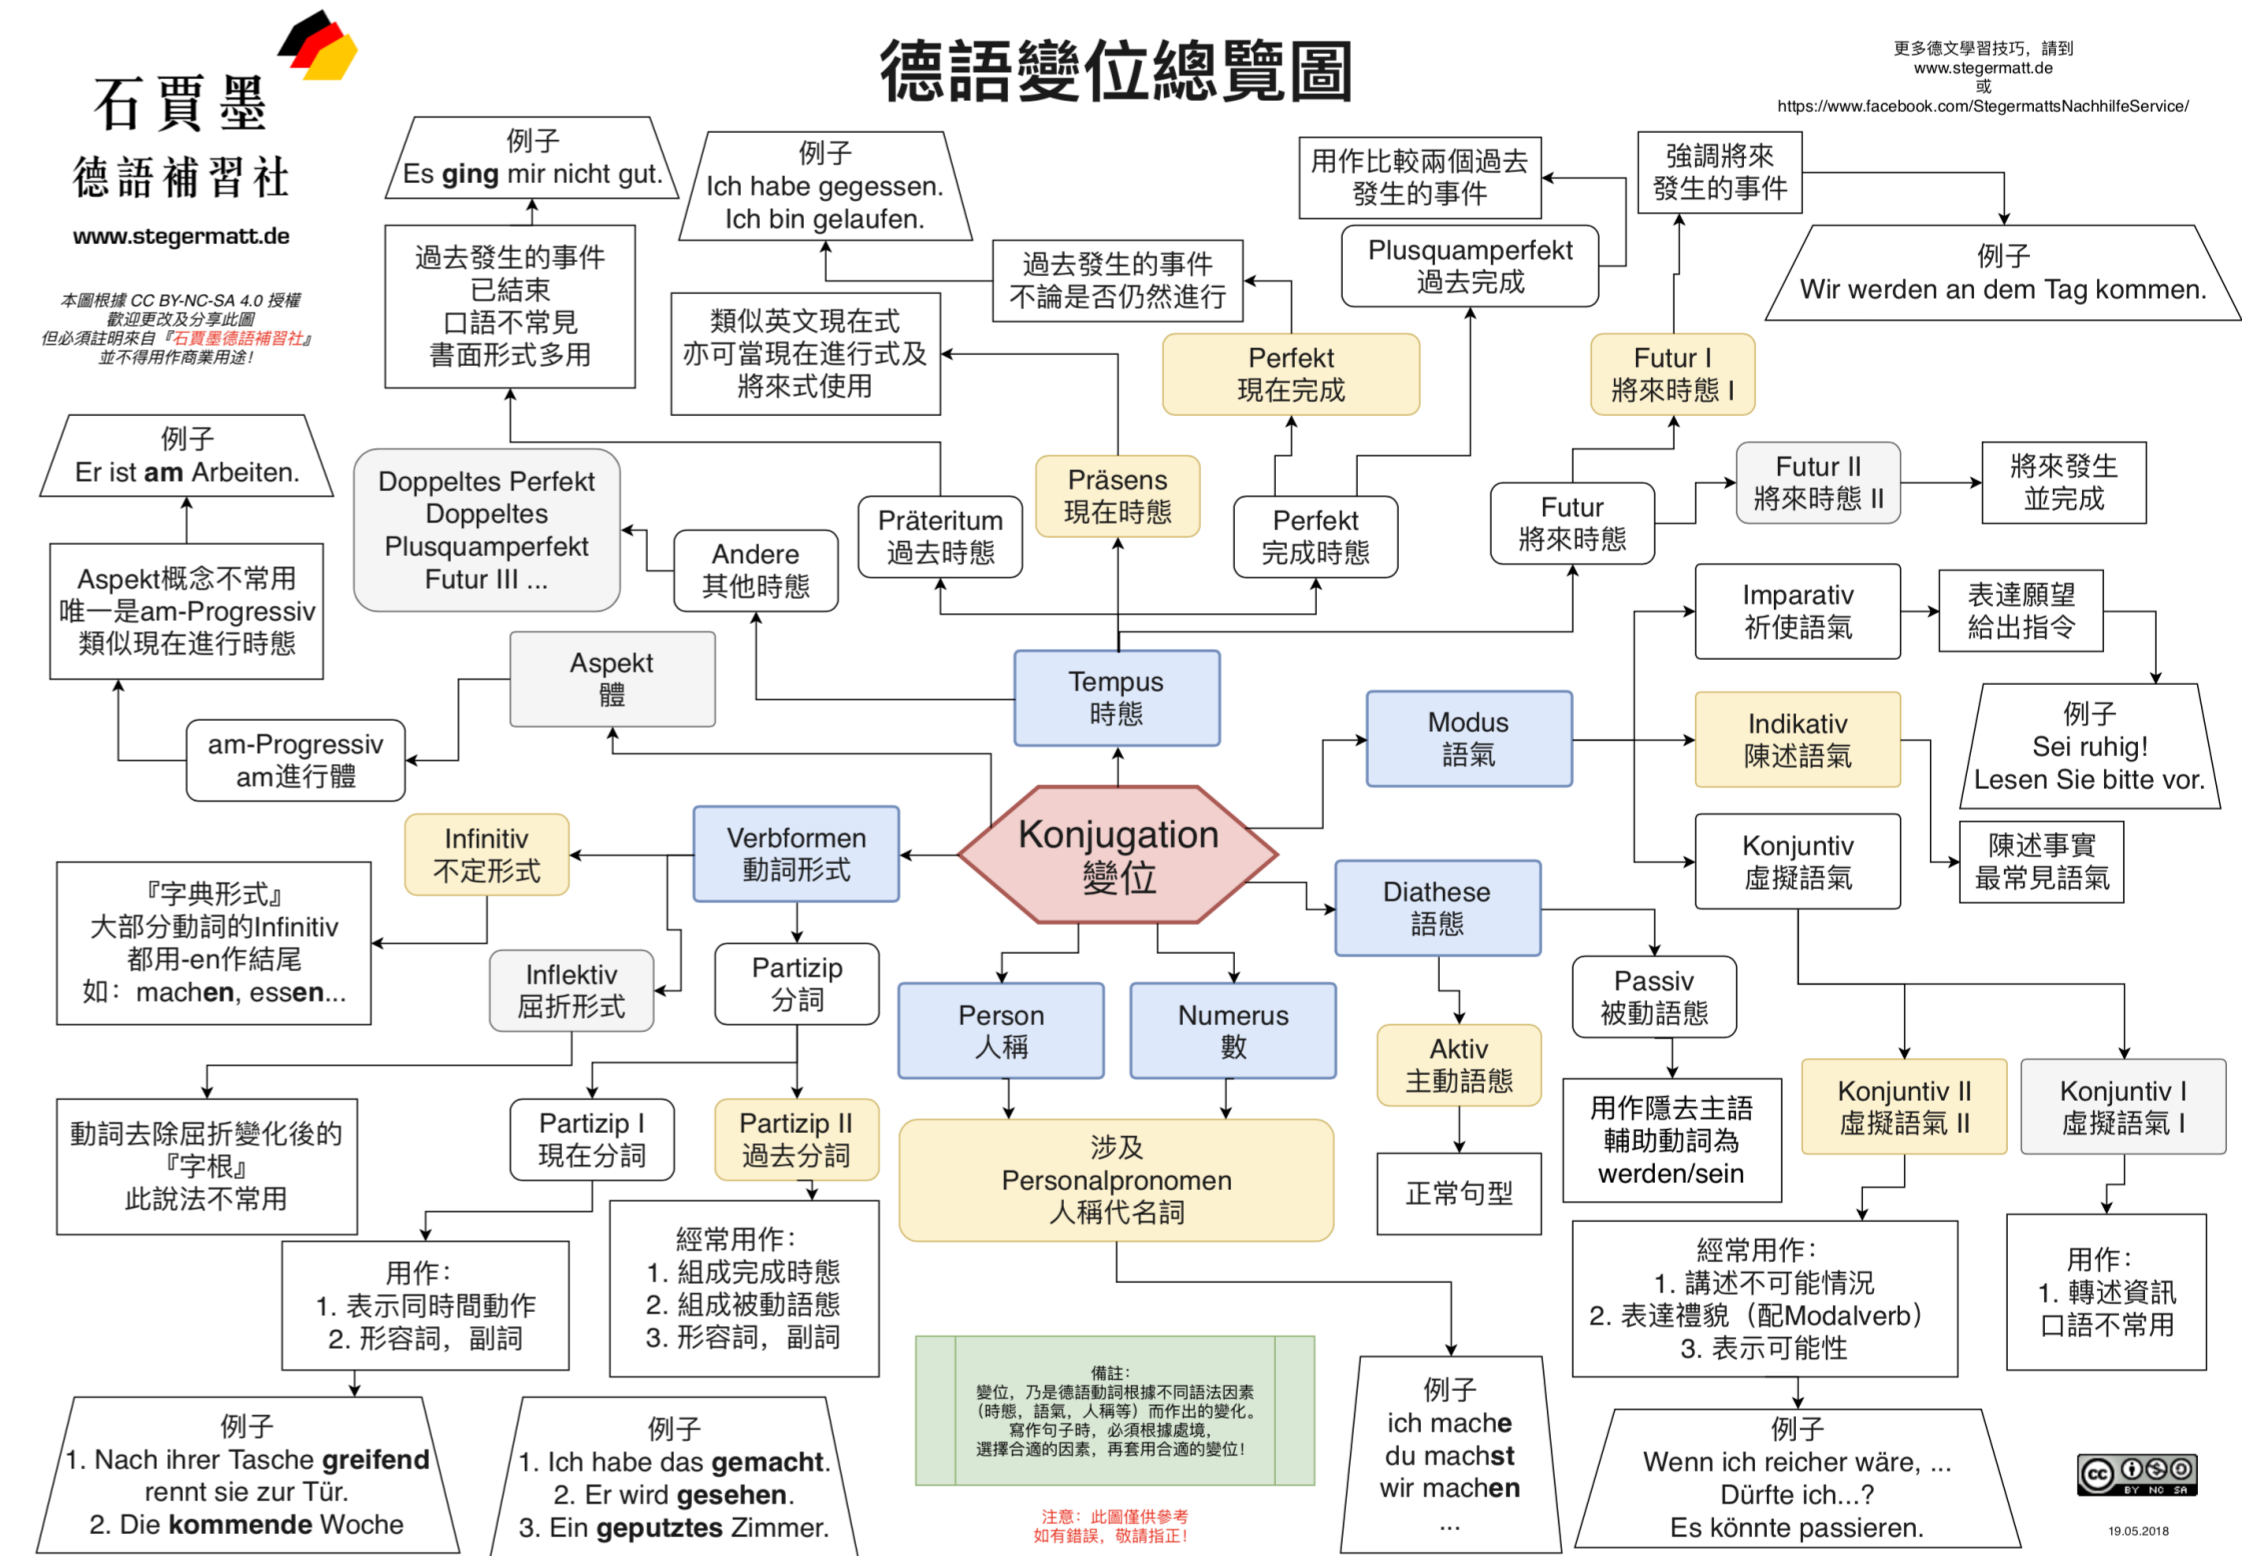 德語變位總覽圖
石賈墨
德語補習社
www.stegermatt.de
本圖根據 CC BY-NC-SA 4.0 授權
歡迎更改及分享此圖
但必須註明來自『石賈墨德語補習社』
並不得用作商業用途！
更多德文學習技巧，請到
www.stegermatt.de
或
https://www.facebook.com/StegermattsNachhilfeService/
例子
Es ging mir nicht gut.
過去發生的事件
已結束
口語不常見
書面形式多用
例子
Ich habe gegessen.
Ich bin gelaufen.
過去發生的事件
不論是否仍然進行
類似英文現在式
亦可當現在進行式及
將來式使用
用作比較兩個過去
發生的事件
Plusquamperfekt
過去完成
強調將來
發生的事件
例子
Wir werden an dem Tag kommen.
Perfekt
現在完成
Futur I
將來時態 I
Futur II
將來時態 II
將來發生
並完成
例子
Er ist am Arbeiten.
Doppeltes Perfekt
Doppeltes
Plusquamperfekt
Futur III ...
Andere
其他時態
Präteritum
過去時態
Präsens
現在時態
Perfekt
完成時態
Futur
將來時態
Aspekt概念不常用
唯一是am-Progressiv
類似現在進行時態
Aspekt
體
am-Progressiv
am進行體
Tempus
時態
Modus
語氣
Imparativ
祈使語氣
表達願望
給出指令
例子
Sei ruhig!
Lesen Sie bitte vor.
Indikativ
陳述語氣
陳述事實
最常見語氣
Konjuntiv
虛擬語氣
Konjugation
變位
Verbformen
動詞形式
Infinitiv
不定形式
『字典形式』
大部分動詞的Infinitiv
都用-en作結尾
如：machen, essen...
Inflektiv
屈折形式
Partizip
分詞
動詞去除屈折變化後的
『字根』
此說法不常用
Partizip I
現在分詞
Partizip II
過去分詞
用作：
1. 表示同時間動作
2. 形容詞，副詞
經常用作：
1. 組成完成時態
2. 組成被動語態
3. 形容詞，副詞
例子
1. Nach ihrer Tasche greifend
rennt sie zur Tür.
2. Die kommende Woche
例子
1. Ich habe das gemacht.
2. Er wird gesehen.
3. Ein geputztes Zimmer.
Person
人稱
Numerus
數
涉及
Personalpronomen
人稱代名詞
例子
ich mache
du machst
wir machen
...
Diathese
語態
Aktiv
主動語態
正常句型
Passiv
被動語態
用作隱去主語
輔助動詞為
werden/sein
Konjuntiv II
虛擬語氣 II
Konjuntiv I
虛擬語氣 I
經常用作：
1. 講述不可能情況
2. 表達禮貌（配Modalverb）
3. 表示可能性
用作：
1. 轉述資訊
口語不常用
例子
Wenn ich reicher wäre, ...
Dürfte ich...?
Es könnte passieren.
備註：
變位，乃是德語動詞根據不同語法因素
（時態，語氣，人稱等）而作出的變化。
寫作句子時，必須根據處境，
選擇合適的因素，再套用合適的變位！
注意：此圖僅供參考
如有錯誤，敬請指正！
cc
BY NC SA
19.05.2018